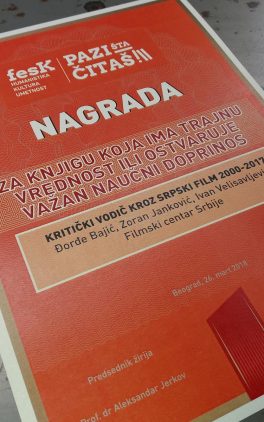 fesK
HUMANISTIKA
KULTURA
UMETNOST
PAZI ŠTA
ČITAŠ III
NAGRADA
ZA KNJIGU KOJA IMA TRAJNU
VREDNOST ILI OSTVARUJE
VAŽAN NAUČNI DOPRINOS
KRITIČKI VODIČ KROZ SRPSKI FILM 2000-2017
Đorđe Bajić, Zoran Janković, Ivan Velisavljević
Filmski centar Srbije
Beograd, 26. mart 2018
Predsednik žirija
Prof. dr Aleksandar Jerkov